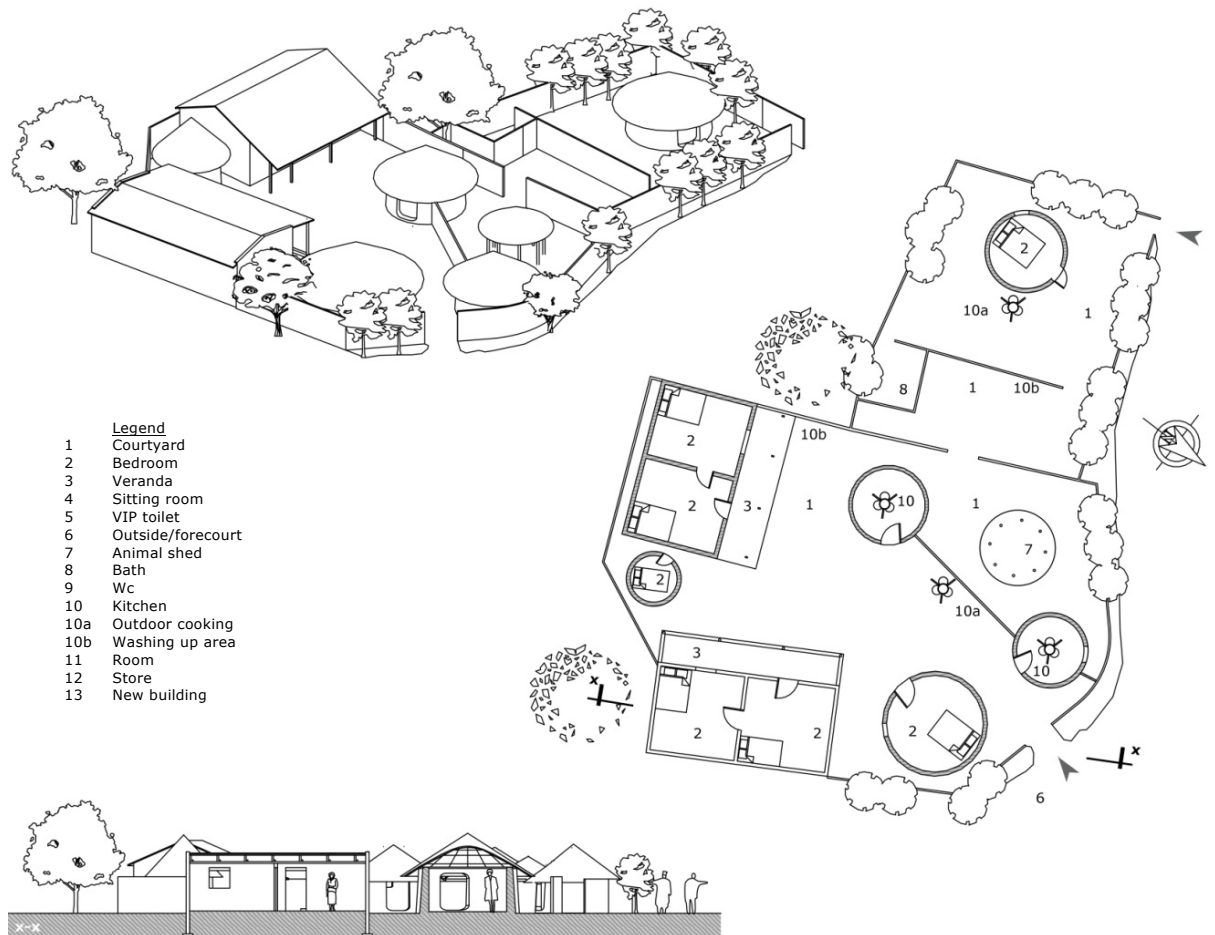 Legend
1 Courtyard
2 Bedroom
3 Veranda
4 Sitting room
5 VIP toilet
6 Outside/forecourt
7 Animal shed
8 Bath
9 Wc
10 Kitchen
10a Outdoor cooking
10b Washing up area
11 Room
12 Store
13 New building
2
10a
1
8
1
10b
2
10b
2
3
1
10
1
7
2
10a
3
10
2
2
2
x
x
6
x-x